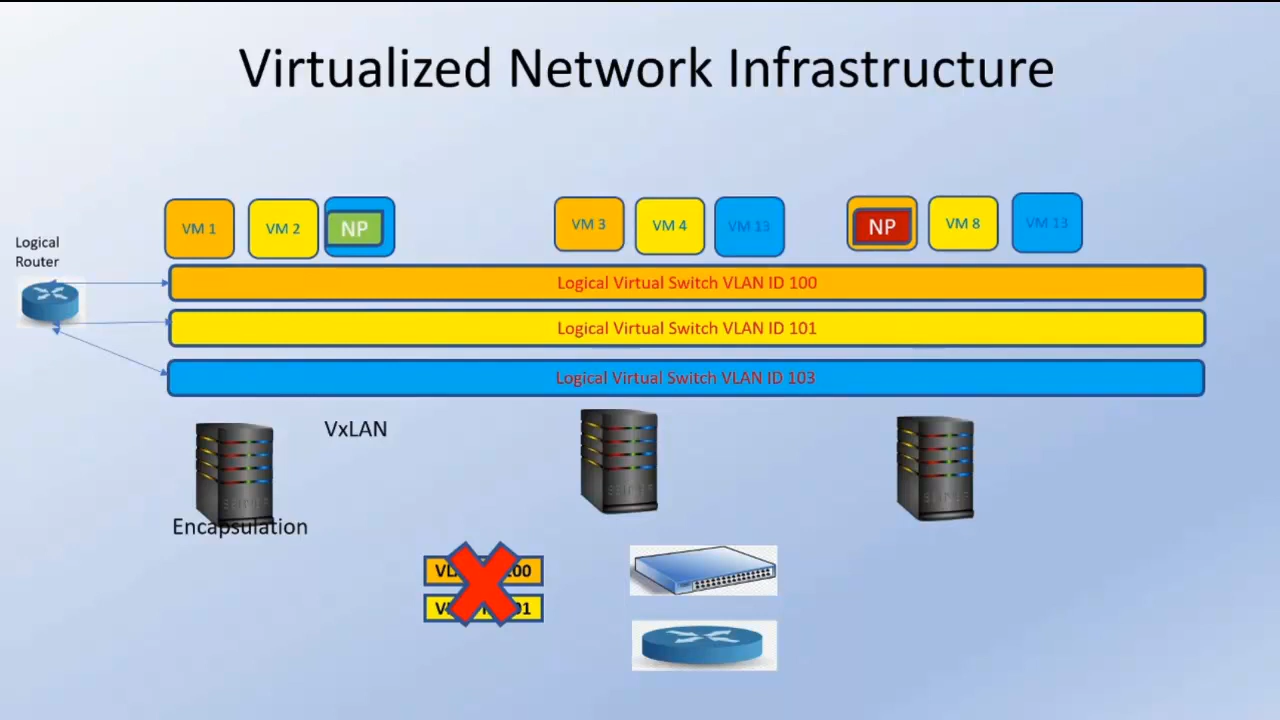 Virtualized Network Infrastructure
VM 1
VM 2
NP
VM 3
VM 4
VM 13
NP
VM 8
VM 13
Logical
Router
Logical Virtual Switch VLAN ID 100
Logical Virtual Switch VLAN ID 101
Logical Virtual Switch VLAN ID 103
VxLAN
Encapsulation